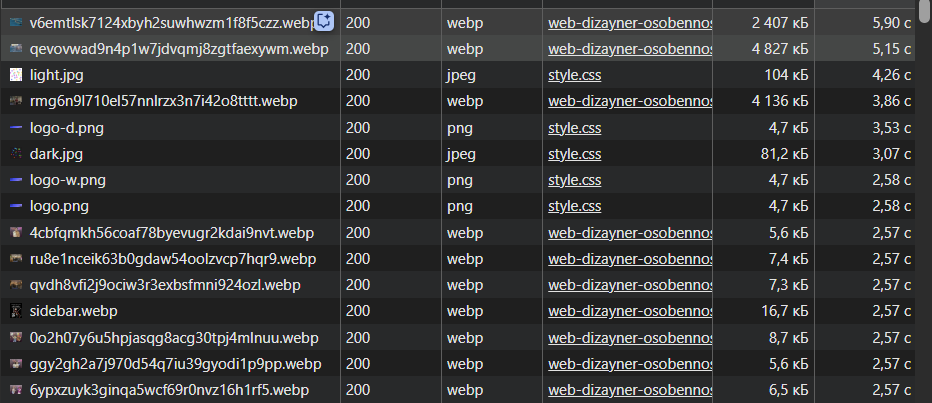 v6emtlsk7124xbyh2suwhwzm1f8f5czz.webp 200 webp web-dizayner-osobennos 2 407 кБ 5,90 с
qevovwad9n4p1w7jdvqmj8zgtfaexywm.webp 200 webp web-dizayner-osobennos 4 827 кБ 5,15 с
light.jpg 200 jpeg style.css 104 кБ 4,26 с
rmg6n9l710el57nnlrzx3n7i42o8tttt.webp 200 webp web-dizayner-osobennos 4 136 кБ 3,86 с
logo-d.png 200 png style.css 4,7 кБ 3,53 с
dark.jpg 200 jpeg style.css 81,2 кБ 3,07 с
logo-w.png 200 png style.css 4,7 кБ 2,58 с
logo.png 200 png style.css 4,7 кБ 2,58 с
4cbfqmkh56coaf78byevugr2kdai9nvt.webp 200 webp web-dizayner-osobennos 5,6 кБ 2,57 с
ru8e1nceik63b0gdaw54oolzvcp7hqr9.webp 200 webp web-dizayner-osobennos 7,4 кБ 2,57 с
qvdh8vfi2j9ociw3r3exbsfmni924ozl.webp 200 webp web-dizayner-osobennos 7,3 кБ 2,57 с
sidebar.webp 200 webp web-dizayner-osobennos 16,7 кБ 2,57 с
0o2h07y6u5hpjasqg8acg30tpj4mlnuu.webp 200 webp web-dizayner-osobennos 8,7 кБ 2,57 с
ggy2gh2a7j970d54q7iu39gyodi1p9pp.webp 200 webp web-dizayner-osobennos 5,6 кБ 2,57 с
6ypxzuyk3ginqa5wcf69r0nvz16h1rf5.webp 200 webp web-dizayner-osobennos 6,5 кБ 2,57 с